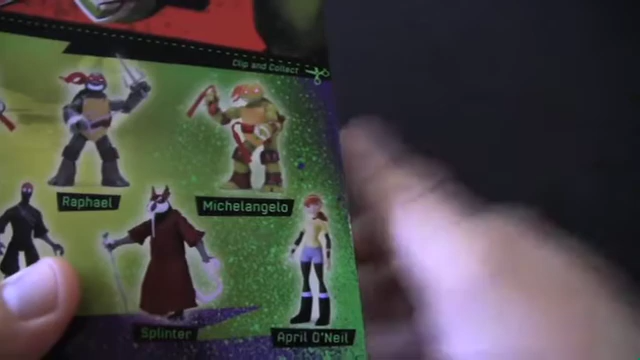 Clip and Collect
Raphael
Michelangelo
Splinter
April O'Neil